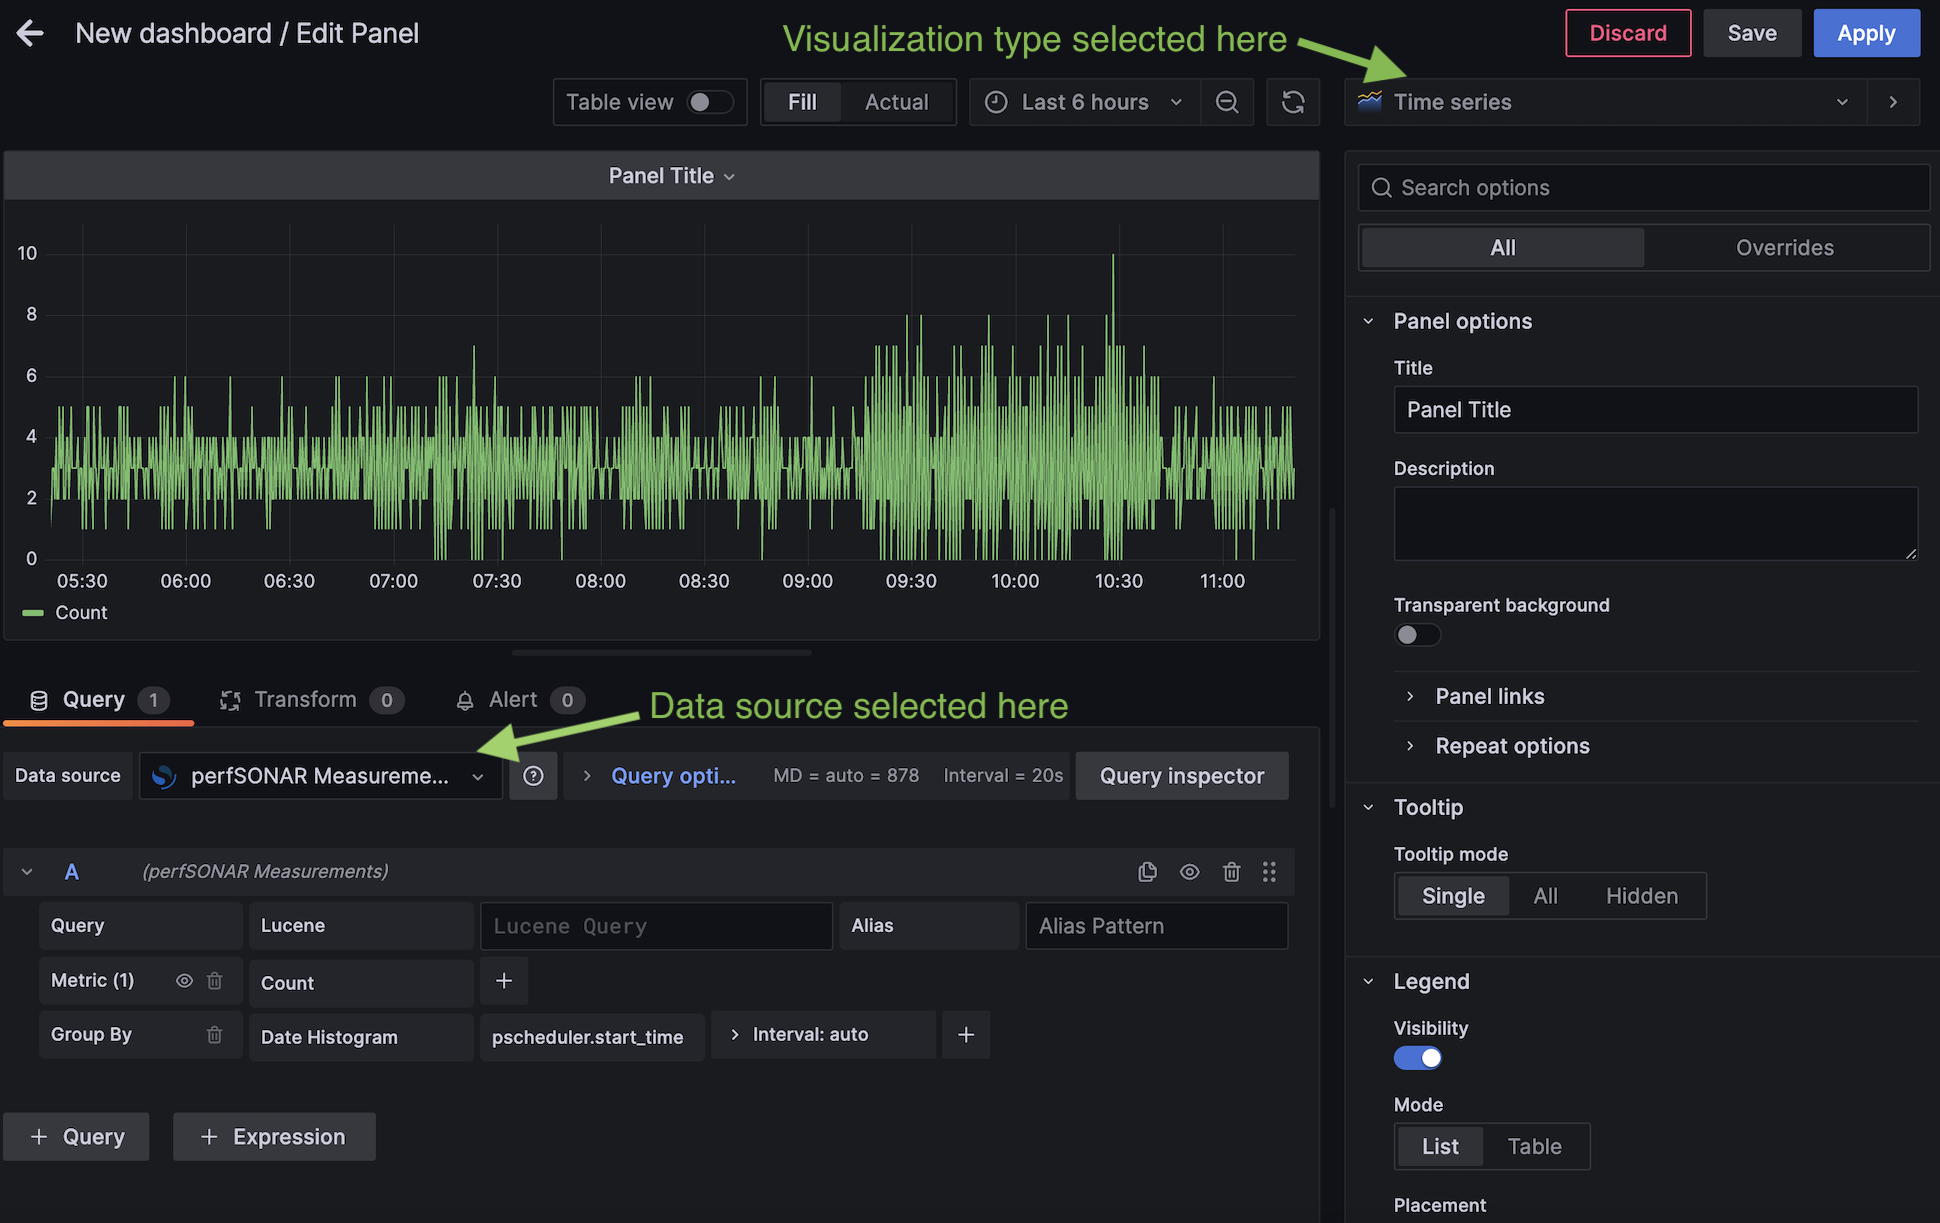 New dashboard / Edit Panel
Visualization type selected here
Discard
Save
Apply
Table view
Fill
Actual
Last 6 hours
Time series
Panel Title
10
8
6
4
2
0
05:30 06:00 06:30 07:00 07:30 08:00 08:30 09:00 09:30 10:00 10:30 11:00
Count
Query 1
Transform 0
Alert 0
Data source selected here
Data source
perfSONAR Measureme...
Query opti...
MD = auto = 878
Interval = 20s
Query inspector
A
(perfSONAR Measurements)
Query
Lucene
Lucene Query
Alias
Alias Pattern
Metric (1)
Count
+
Group By
Date Histogram
pscheduler.start_time
> Interval: auto
+
+ Query
+ Expression
Search options
All
Overrides
Panel options
Title
Panel Title
Description
Transparent background
Panel links
Repeat options
Tooltip
Tooltip mode
Single
All
Hidden
Legend
Visibility
Mode
List
Table
Placement